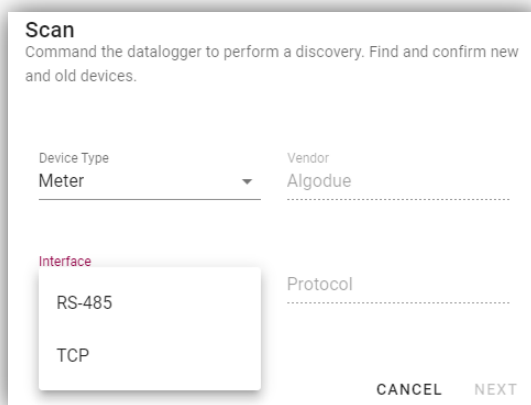 Scan
Command the datalogger to perform a discovery. Find and confirm new
and old devices.
Device Type
Meter
Vendor
Algodue
Interface
RS-485
TCP
Protocol
CANCEL
NEXT